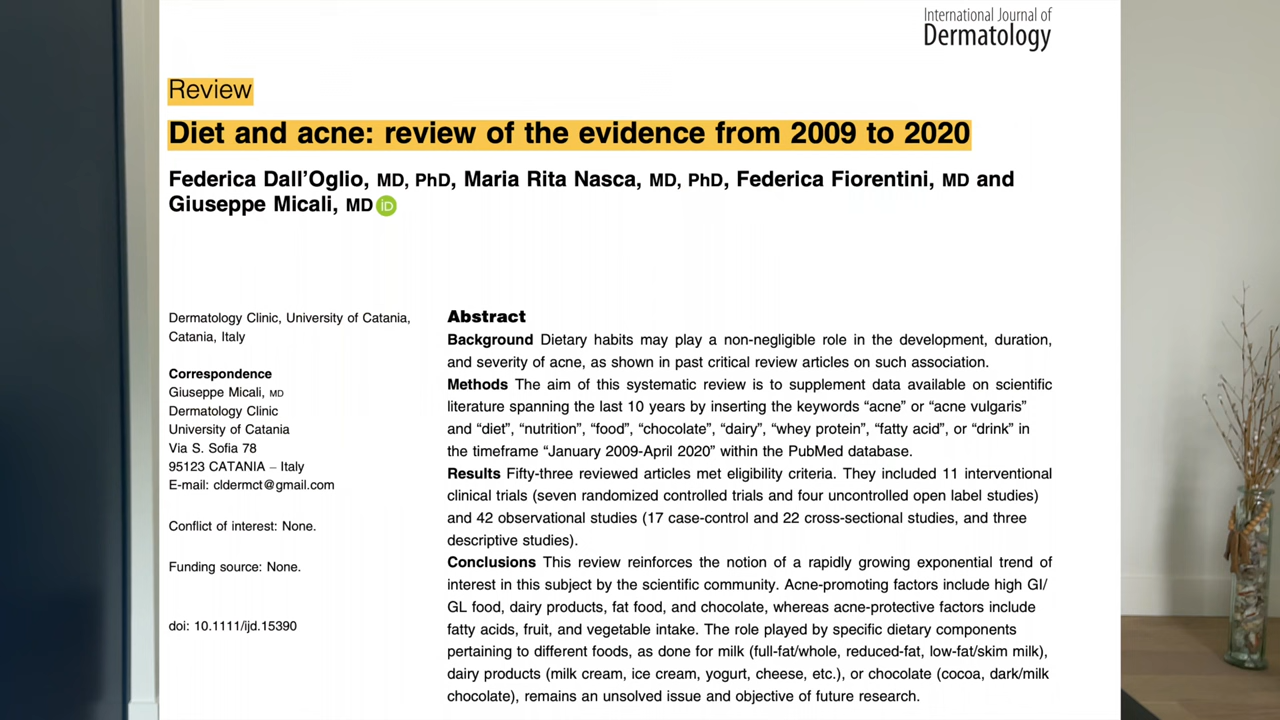 International Journal of
Dermatology
Review
Diet and acne: review of the evidence from 2009 to 2020
Federica Dall’Oglio, MD, PhD, Maria Rita Nasca, MD, PhD, Federica Fiorentini, MD and
Giuseppe Micali, MD iD
Dermatology Clinic, University of Catania,
Catania, Italy
Correspondence
Giuseppe Micali, MD
Dermatology Clinic
University of Catania
Via S. Sofia 78
95123 CATANIA – Italy
E-mail: cldermct@gmail.com
Conflict of interest: None.
Funding source: None.
doi: 10.1111/ijd.15390
Abstract
Background Dietary habits may play a non-negligible role in the development, duration,
and severity of acne, as shown in past critical review articles on such association.
Methods The aim of this systematic review is to supplement data available on scientific
literature spanning the last 10 years by inserting the keywords “acne” or “acne vulgaris”
and “diet”, “nutrition”, “food”, “chocolate”, “dairy”, “whey protein”, “fatty acid”, or “drink” in
the timeframe “January 2009-April 2020” within the PubMed database.
Results Fifty-three reviewed articles met eligibility criteria. They included 11 interventional
clinical trials (seven randomized controlled trials and four uncontrolled open label studies)
and 42 observational studies (17 case-control and 22 cross-sectional studies, and three
descriptive studies).
Conclusions This review reinforces the notion of a rapidly growing exponential trend of
interest in this subject by the scientific community. Acne-promoting factors include high GI/
GL food, dairy products, fat food, and chocolate, whereas acne-protective factors include
fatty acids, fruit, and vegetable intake. The role played by specific dietary components
pertaining to different foods, as done for milk (full-fat/whole, reduced-fat, low-fat/skim milk),
dairy products (milk cream, ice cream, yogurt, cheese, etc.), or chocolate (cocoa, dark/milk
chocolate), remains an unsolved issue and objective of future research.